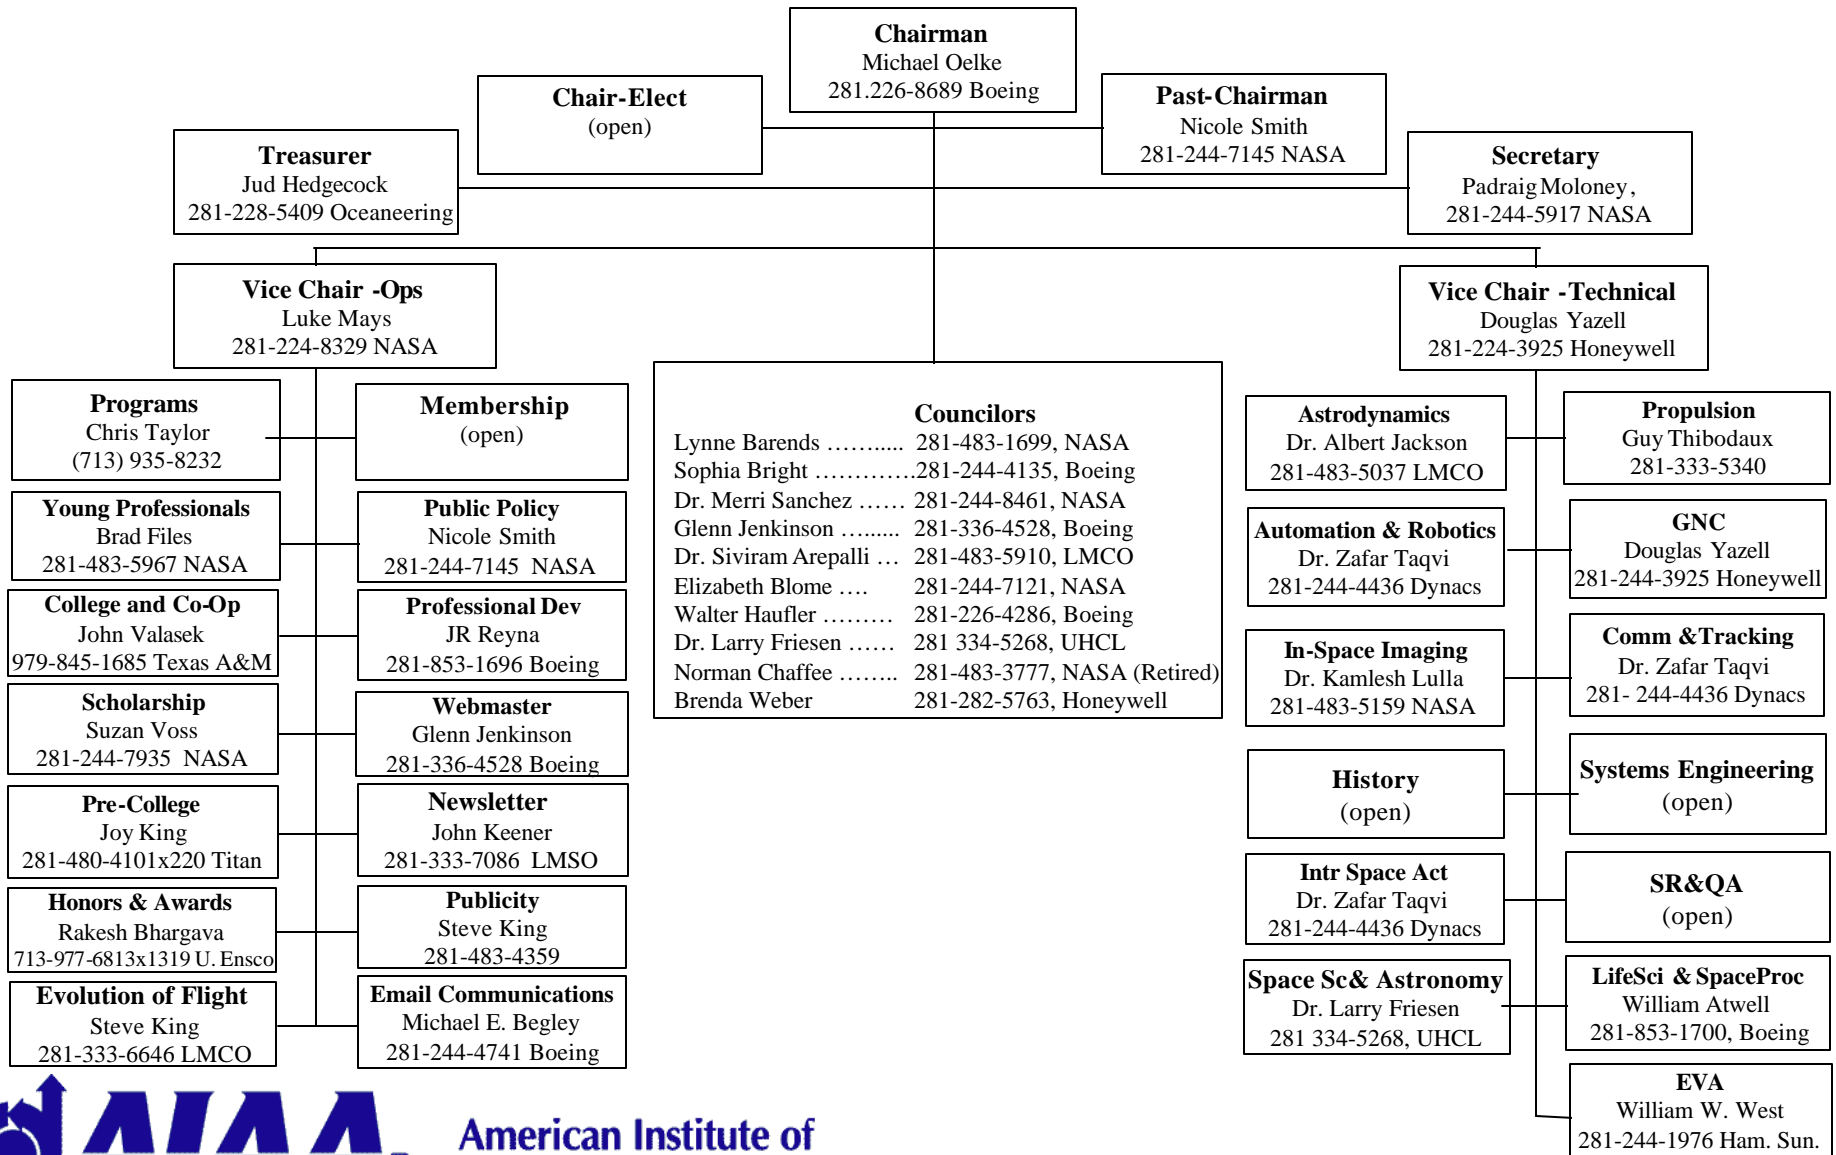 Chairman
Michael Oelke
281.226-8689 Boeing
Chair-Elect
(open)
Past-Chairman
Nicole Smith
281-244-7145 NASA
Treasurer
Jud Hedgecock
281-228-5409 Oceaneering
Secretary
Padraig Moloney,
281-244-5917 NASA
Vice Chair -Ops
Luke Mays
281-224-8329 NASA
Vice Chair -Technical
Douglas Yazell
281-224-3925 Honeywell
Programs
Chris Taylor
(713) 935-8232
Membership
(open)
Young Professionals
Brad Files
281-483-5967 NASA
Public Policy
Nicole Smith
281-244-7145 NASA
College and Co-Op
John Valasek
979-845-1685 Texas A&M
Professional Dev
JR Reyna
281-853-1696 Boeing
Scholarship
Suzan Voss
281-244-7935 NASA
Webmaster
Glenn Jenkinson
281-336-4528 Boeing
Pre-College
Joy King
281-480-4101x220 Titan
Newsletter
John Keener
281-333-7086 LMSO
Honors & Awards
Rakesh Bhargava
713-977-6813x1319 U. Ensco
Publicity
Steve King
281-483-4359
Evolution of Flight
Steve King
281-333-6646 LMCO
Email Communications
Michael E. Begley
281-244-4741 Boeing
Councilors
Lynne Barends ……..... 281-483-1699, NASA
Sophia Bright ………….281-244-4135, Boeing
Dr. Merri Sanchez …… 281-244-8461, NASA
Glenn Jenkinson …...... 281-336-4528, Boeing
Dr. Siviram Arepalli … 281-483-5910, LMCO
Elizabeth Blome …. 281-244-7121, NASA
Walter Haufler ……… 281-226-4286, Boeing
Dr. Larry Friesen …… 281 334-5268, UHCL
Norman Chaffee …….. 281-483-3777, NASA (Retired)
Brenda Weber 281-282-5763, Honeywell
Astrodynamics
Dr. Albert Jackson
281-483-5037 LMCO
Propulsion
Guy Thibodaux
281-333-5340
Automation & Robotics
Dr. Zafar Taqvi
281-244-4436 Dynacs
GNC
Douglas Yazell
281-244-3925 Honeywell
In-Space Imaging
Dr. Kamlesh Lulla
281-483-5159 NASA
Comm &Tracking
Dr. Zafar Taqvi
281- 244-4436 Dynacs
History
(open)
Systems Engineering
(open)
Intr Space Act
Dr. Zafar Taqvi
281-244-4436 Dynacs
SR&QA
(open)
Space Sc& Astronomy
Dr. Larry Friesen
281 334-5268, UHCL
LifeSci & SpaceProc
William Atwell
281-853-1700, Boeing
EVA
William W. West
281-244-1976 Ham. Sun.
AIAA
American Institute of